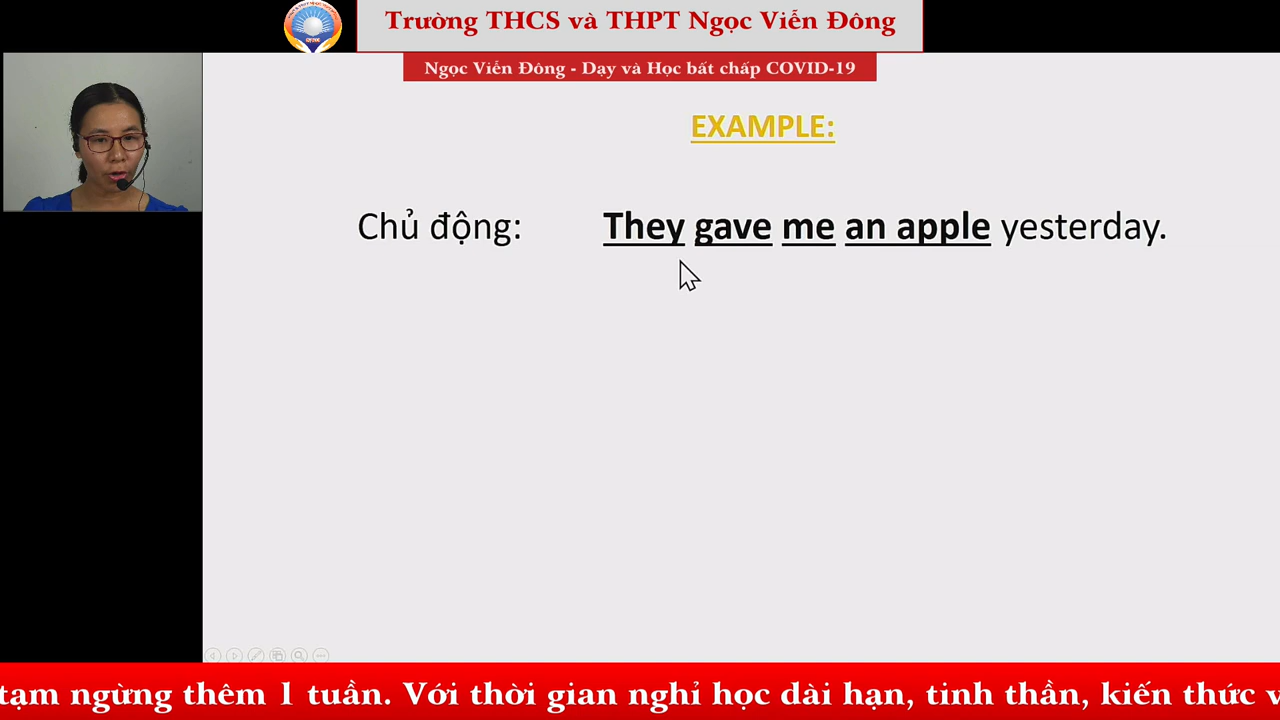 Trường THCS và THPT Ngọc Viễn Đông
Ngọc Viễn Đông - Dạy và Học bất chấp COVID-19
EXAMPLE:
Chủ động: They gave me an apple yesterday.
tạm ngừng thêm 1 tuần. Với thời gian nghỉ học dài hạn, tinh thần, kiến thức v